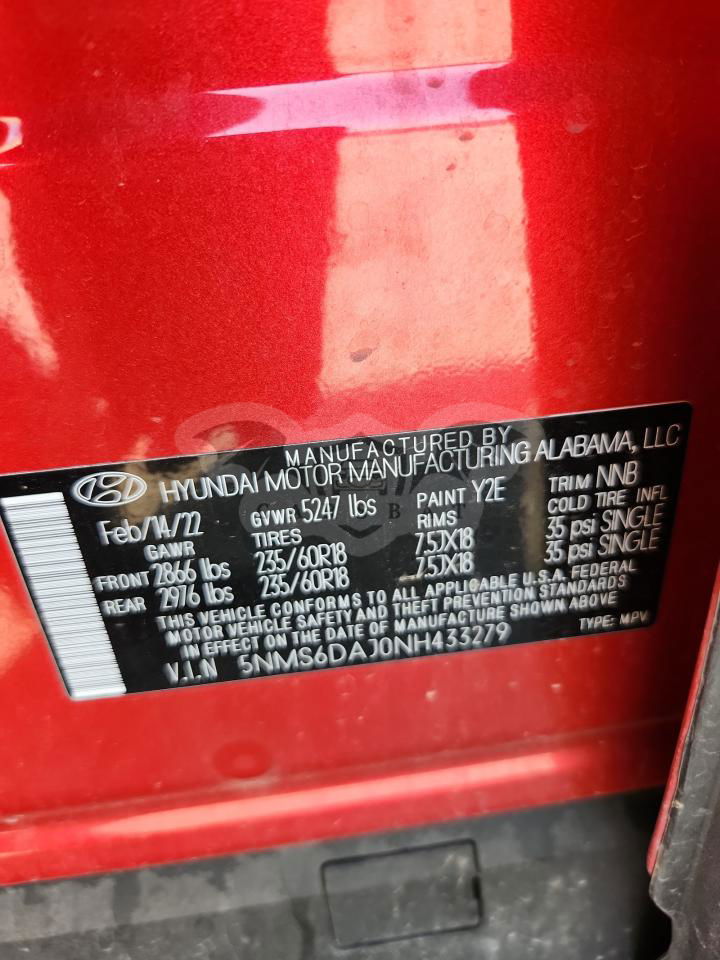 MANUFACTURED BY
HYUNDAI MOTOR MANUFACTURING ALABAMA, LLC
Feb/14/22 GVWR 5247 lbs PAINT Y2E TRIM NNB
GAWR TIRES RIMS COLD TIRE INFL
FRONT 2866 lbs 235/60R18 7.5JX18 35 psi SINGLE
REAR 2976 lbs 235/60R18 7.5JX18 35 psi SINGLE
THIS VEHICLE CONFORMS TO ALL APPLICABLE U.S.A. FEDERAL
MOTOR VEHICLE SAFETY AND THEFT PREVENTION STANDARDS
IN EFFECT ON THE DATE OF MANUFACTURE SHOWN ABOVE
V.I.N 5NMS6DAJ0NH433279 TYPE: MPV